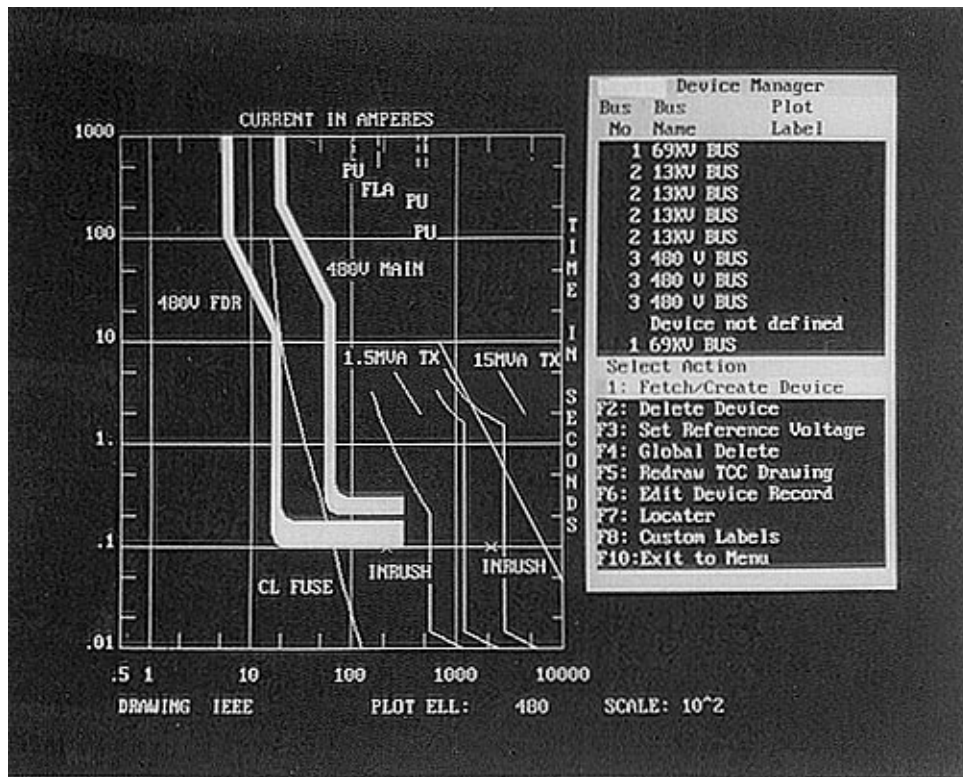 CURRENT IN AMPERES
1000
100
10
1.
.1
.01
PU
FLA
PU
PU
480V MAIN
480V FDR
1.5MVA TX
15MVA TX
CL FUSE
INRUSH
INRUSH
TIME IN SECONDS
.5 1 10 100 1000 10000
DRAWING IEEE PLOT ELL: 480 SCALE: 10^2
Device Manager
Bus Bus Plot
No Name Label
1 69KV BUS
2 13KV BUS
2 13KV BUS
2 13KV BUS
2 13KV BUS
3 480 V BUS
3 480 V BUS
3 480 V BUS
Device not defined
1 69KV BUS
Select Action
1: Fetch/Create Device
F2: Delete Device
F3: Set Reference Voltage
F4: Global Delete
F5: Redraw TCC Drawing
F6: Edit Device Record
F7: Locater
F8: Custom Labels
F10:Exit to Menu